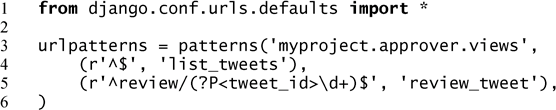 1 from django.conf.urls.defaults import *
2
3 urlpatterns = patterns('myproject.approver.views',
4     (r'^$', 'list_tweets'),
5     (r'^review/(?P<tweet_id>\d+)$', 'review_tweet'),
6 )